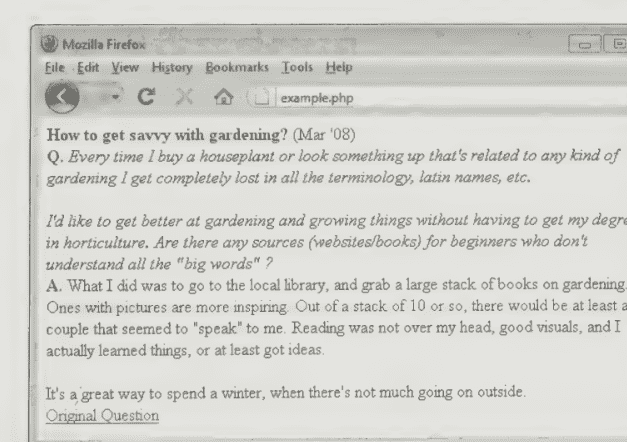 Mozilla Firefox
File Edit View History Bookmarks Tools Help
example.php
How to get savvy with gardening? (Mar '08)
Q. Every time I buy a houseplant or look something up that's related to any kind of
gardening I get completely lost in all the terminology, latin names, etc.
I'd like to get better at gardening and growing things without having to get my degre
in horticulture. Are there any sources (websites/books) for beginners who don't
understand all the "big words" ?
A. What I did was to go to the local library, and grab a large stack of books on gardening.
Ones with pictures are more inspiring. Out of a stack of 10 or so, there would be at least a
couple that seemed to "speak" to me. Reading was not over my head, good visuals, and I
actually learned things, or at least got ideas.
It's a great way to spend a winter, when there's not much going on outside.
Original Question